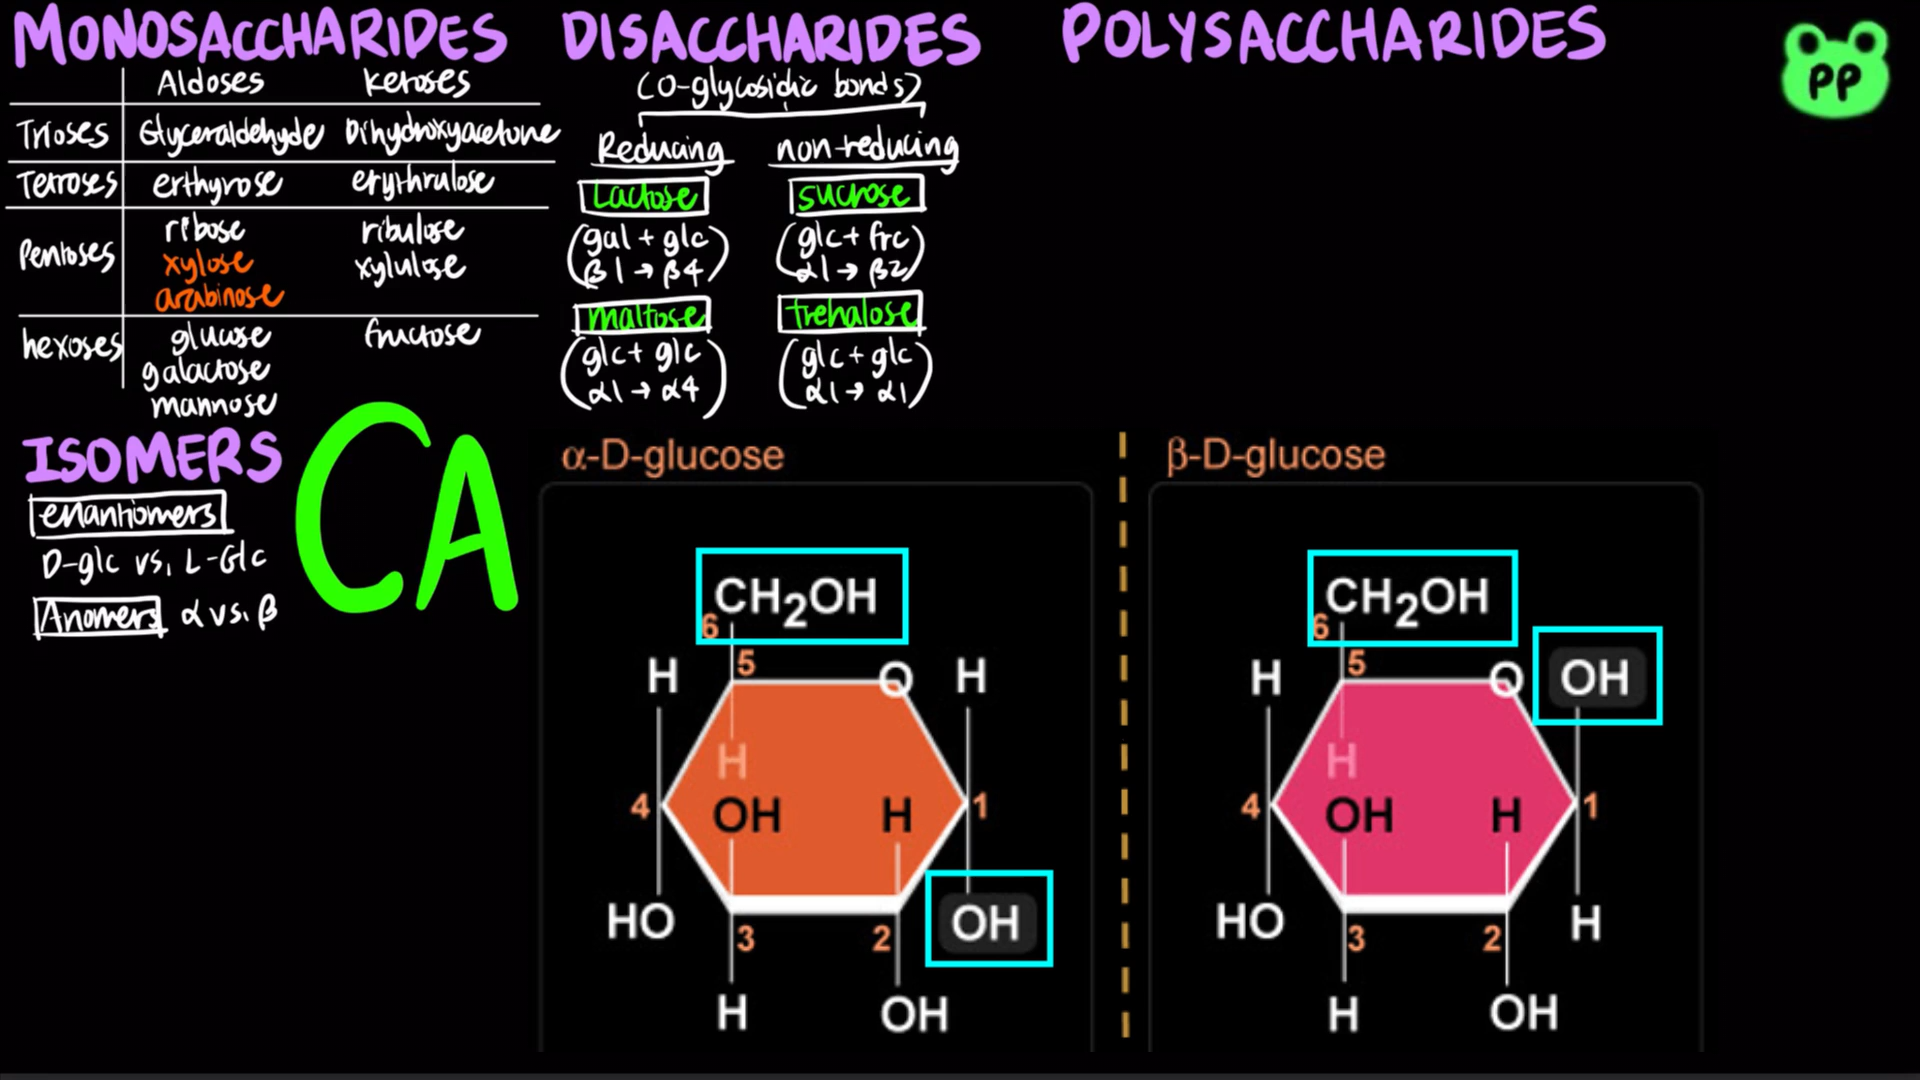 MONOSACCHARIDES
Aldoses keroses
Trioses Glyceraldehyde Dihydroxyacetone
Tetroses erthyrose erythrulose
Pentoses
ribose ribulose
xylose xylulose
arabinose
hexoses glucose fructose
galactose
mannose
ISOMERS
enantiomers
D-glc vs. L-Glc
Anomers α vs. β
CA
DISACCHARIDES
(O-glycosidic bonds)
Reducing non-reducing
Lactose sucrose
(gal + glc (glc + frc
β1 → β4) α1 → β2)
maltose trehalose
(glc + glc (glc + glc
α1 → α4) α1 → α1)
POLYSACCHARIDES
PP
α-D-glucose
CH2OH
6
5
H O H
H
4 OH H 1
HO OH
3 2
H OH
β-D-glucose
CH2OH
6
5
H O OH
H
4 OH H 1
HO H
3 2
H OH